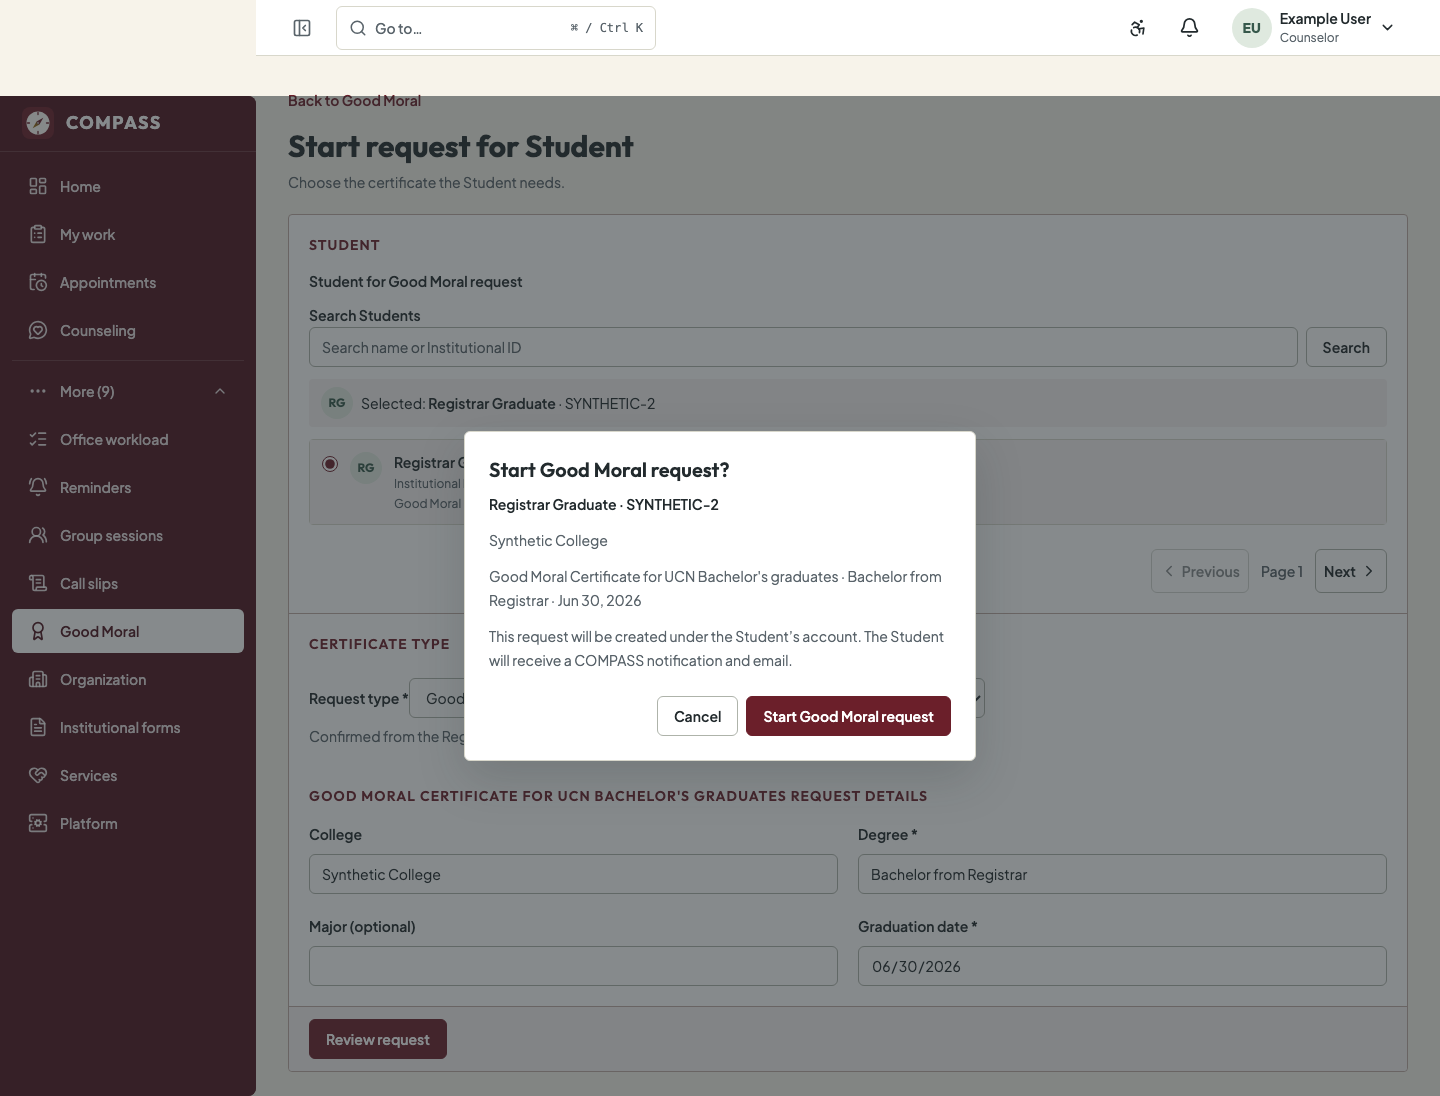 Go to...
⌘ / Ctrl K
EU
Example User
Counselor
COMPASS
Home
My work
Appointments
Counseling
More (9)
Office workload
Reminders
Group sessions
Call slips
Good Moral
Organization
Institutional forms
Services
Platform
Back to Good Moral
Start request for Student
Choose the certificate the Student needs.
STUDENT
Student for Good Moral request
Search Students
Search name or Institutional ID
Search
RG
Selected: Registrar Graduate · SYNTHETIC-2
RG
Registrar G
Institutional
Good Moral
Previous
Page 1
Next
CERTIFICATE TYPE
Request type *
Good
Confirmed from the Reg
Start Good Moral request?
Registrar Graduate · SYNTHETIC-2
Synthetic College
Good Moral Certificate for UCN Bachelor's graduates · Bachelor from
Registrar · Jun 30, 2026
This request will be created under the Student’s account. The Student
will receive a COMPASS notification and email.
Cancel
Start Good Moral request
GOOD MORAL CERTIFICATE FOR UCN BACHELOR'S GRADUATES REQUEST DETAILS
College
Degree *
Synthetic College
Bachelor from Registrar
Major (optional)
Graduation date *
06/30/2026
Review request